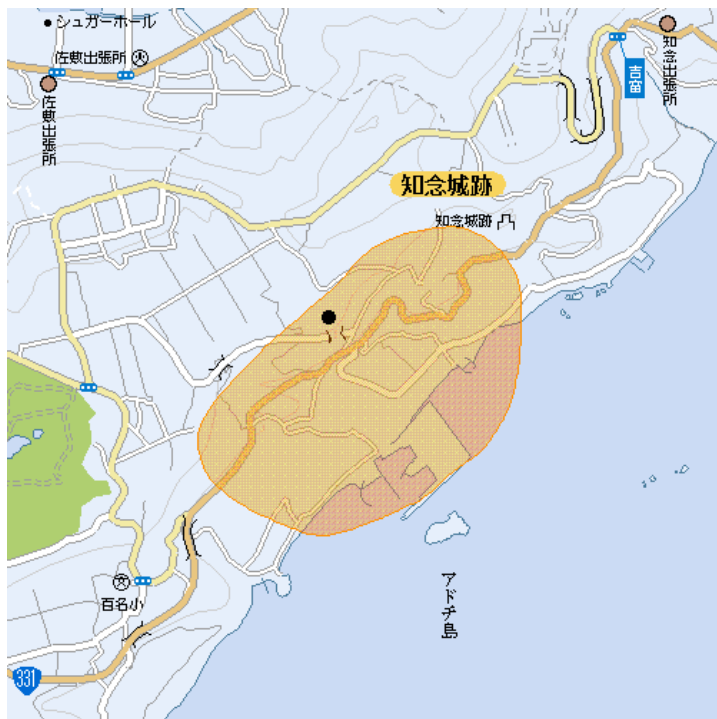 シュガーホール
佐敷出張所
佐敷出張所
知念出張所
吉富
知念城跡
知念城跡
アドチ島
百名小
331